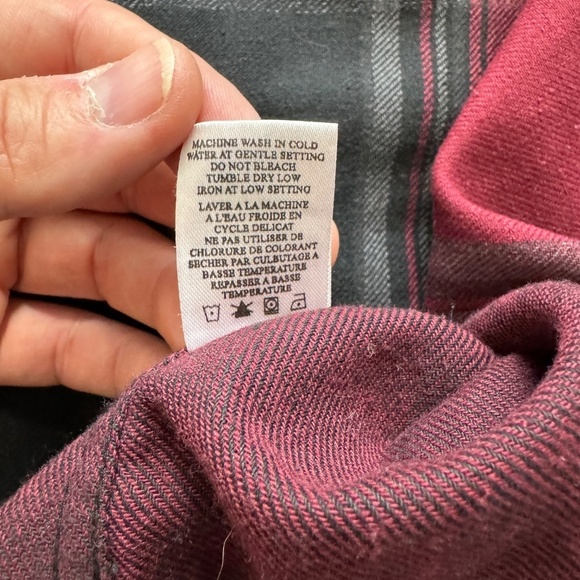 MACHINE WASH IN COLD
WATER AT GENTLE SETTING
DO NOT BLEACH
TUMBLE DRY LOW
IRON AT LOW SETTING
LAVER A LA MACHINE
A L'EAU FROIDE EN
CYCLE DELICAT
NE PAS UTILISER DE
CHLORURE DE COLORANT
SECHER PAR CULBUTAGE A
BASSE TEMPERATURE
REPASSER A BASSE
TEMPERATURE